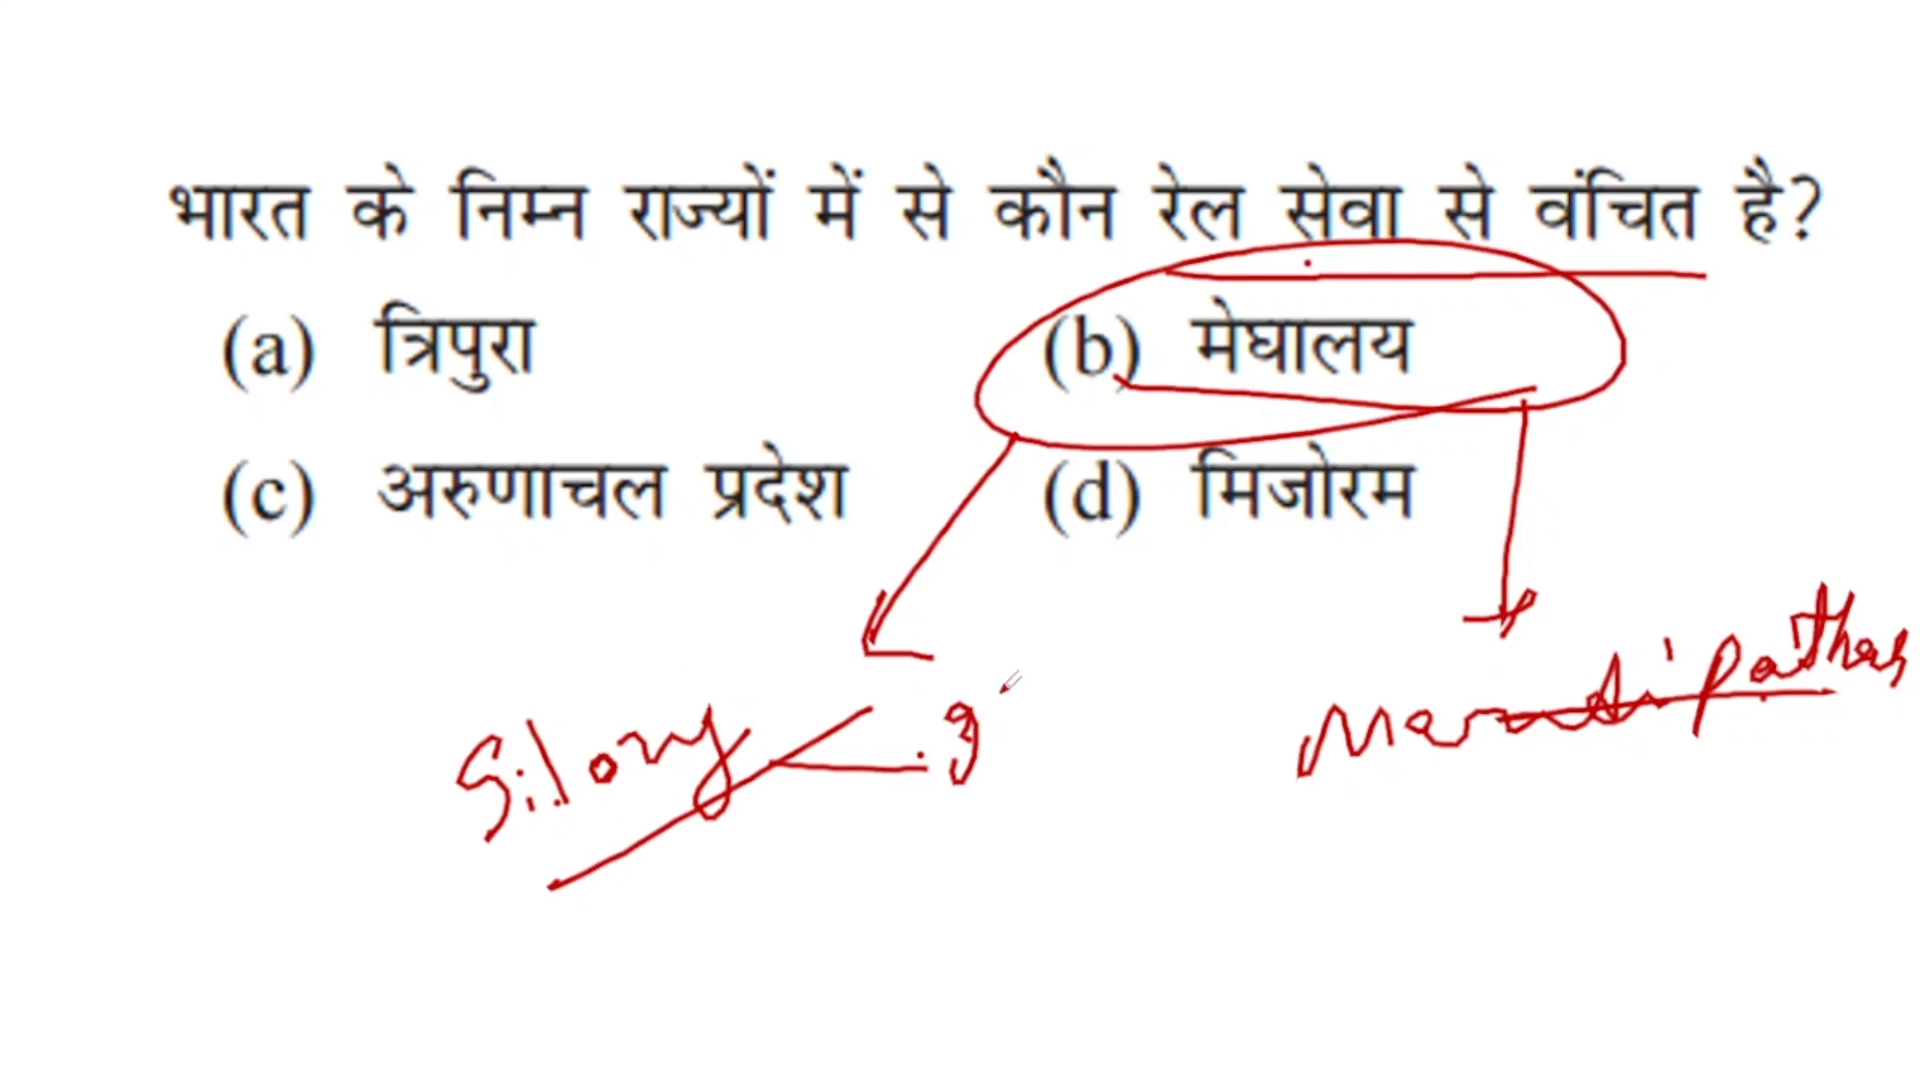 भारत के निम्न राज्यों में से कौन रेल सेवा से वंचित है?
(a) त्रिपुरा (b) मेघालय
(c) अरुणाचल प्रदेश (d) मिजोरम
Silong